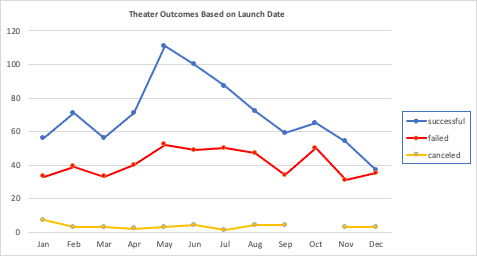 Theater Outcomes Based on Launch Date
120
100
80
60
40
20
0
Jan Feb Mar Apr May Jun Jul Aug Sep Oct Nov Dec
successful
failed
canceled